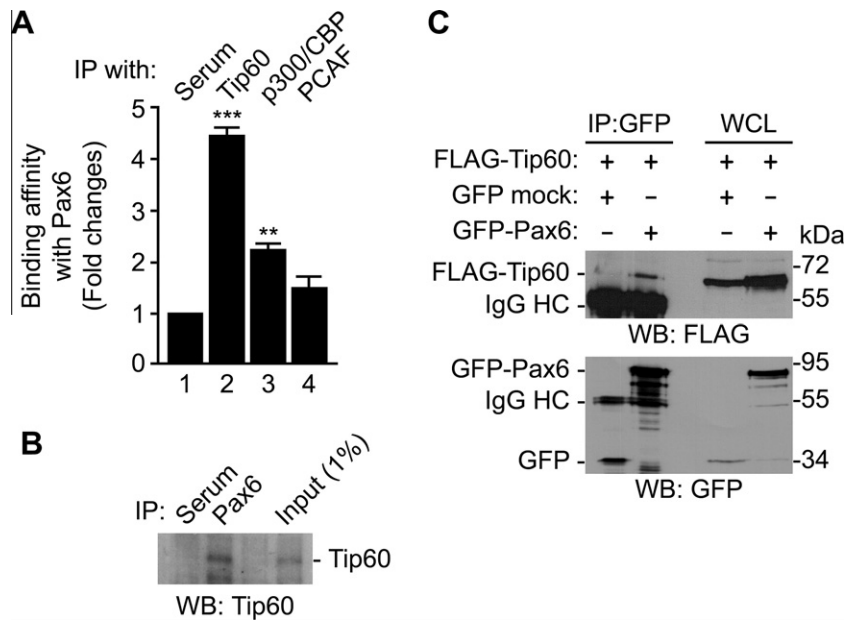 A
IP with: Serum Tip60 p300/CBP PCAF
Binding affinity
with Pax6
(Fold changes)
5
4
3
2
1
0
***
**
1 2 3 4
B
IP: Serum Pax6 Input (1%)
- Tip60
WB: Tip60
C
IP:GFP WCL
FLAG-Tip60: + + + +
GFP mock: + – + –
GFP-Pax6: – + – + kDa
FLAG-Tip60 - -72
IgG HC - -55
WB: FLAG
GFP-Pax6 - -95
IgG HC - -55
GFP - -34
WB: GFP